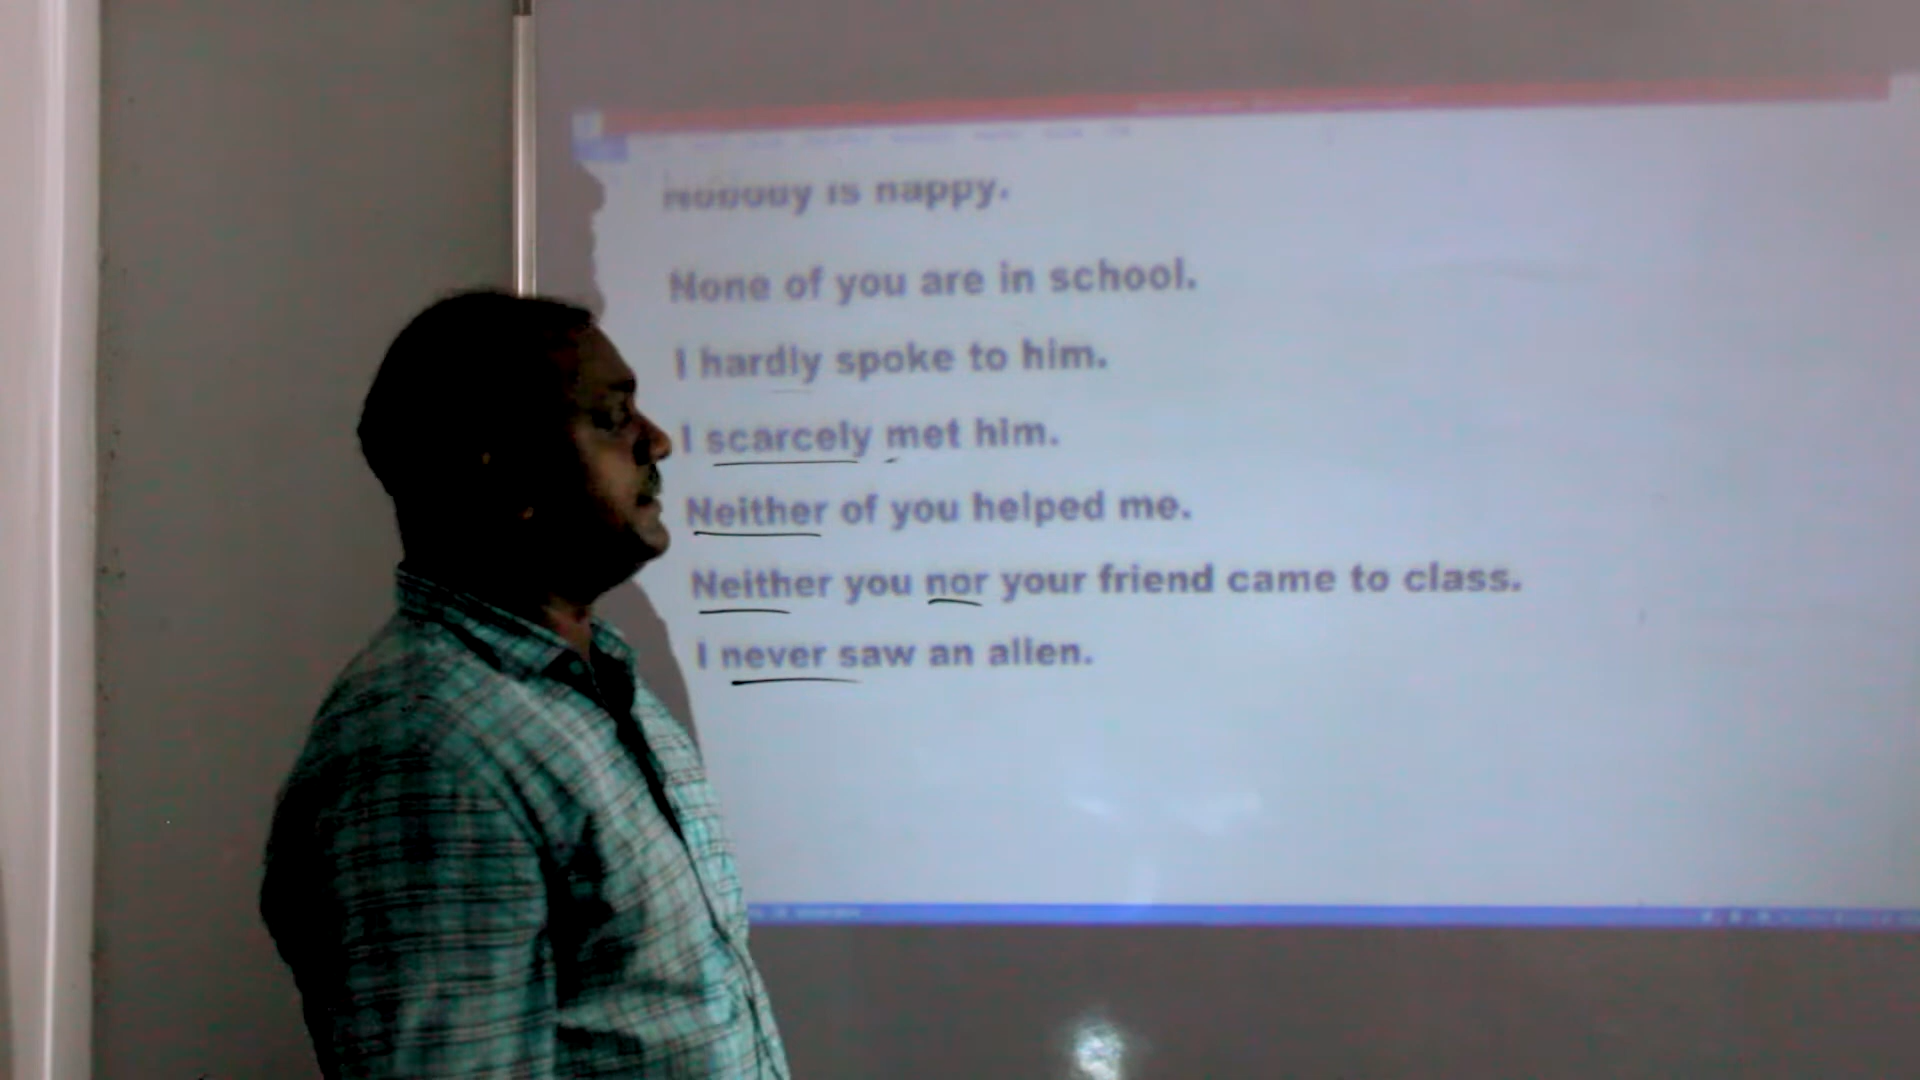 Nobody is happy.
None of you are in school.
I hardly spoke to him.
I scarcely met him.
Neither of you helped me.
Neither you nor your friend came to class.
I never saw an alien.